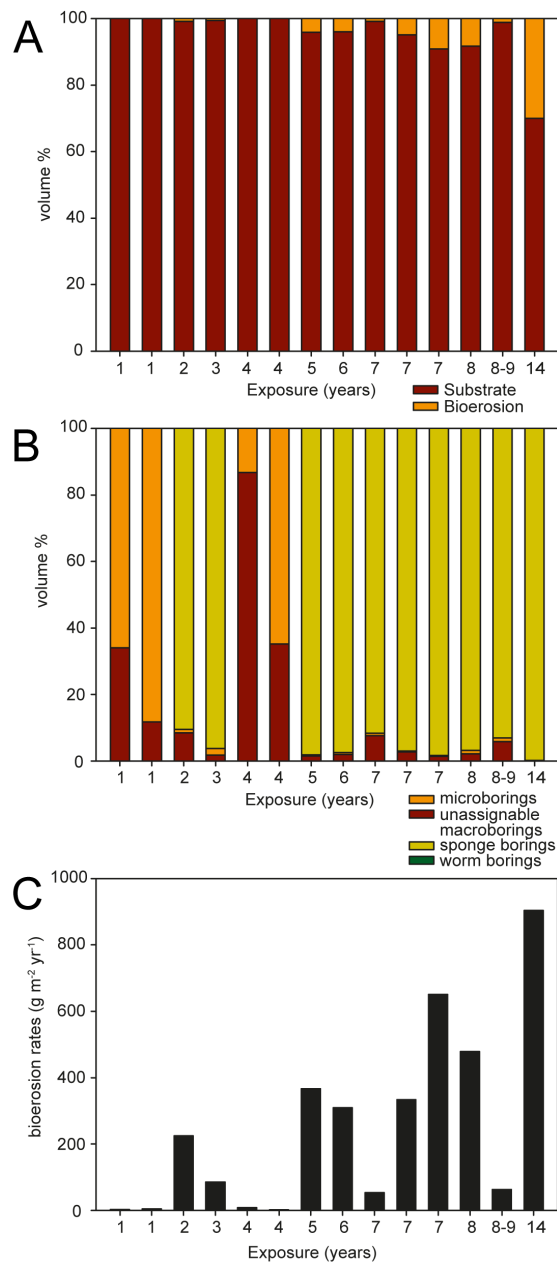 A
100
80
60
40
20
0
volume %
1 1 2 3 4 4 5 6 7 7 7 8 8-9 14
Exposure (years)
Substrate
Bioerosion
B
100
80
60
40
20
0
volume %
1 1 2 3 4 4 5 6 7 7 7 8 8-9 14
Exposure (years)
microborings
unassignable
macroborings
sponge borings
worm borings
C
1000
800
600
400
200
0
bioerosion rates (g m⁻² yr⁻¹)
1 1 2 3 4 4 5 6 7 7 7 8 8-9 14
Exposure (years)